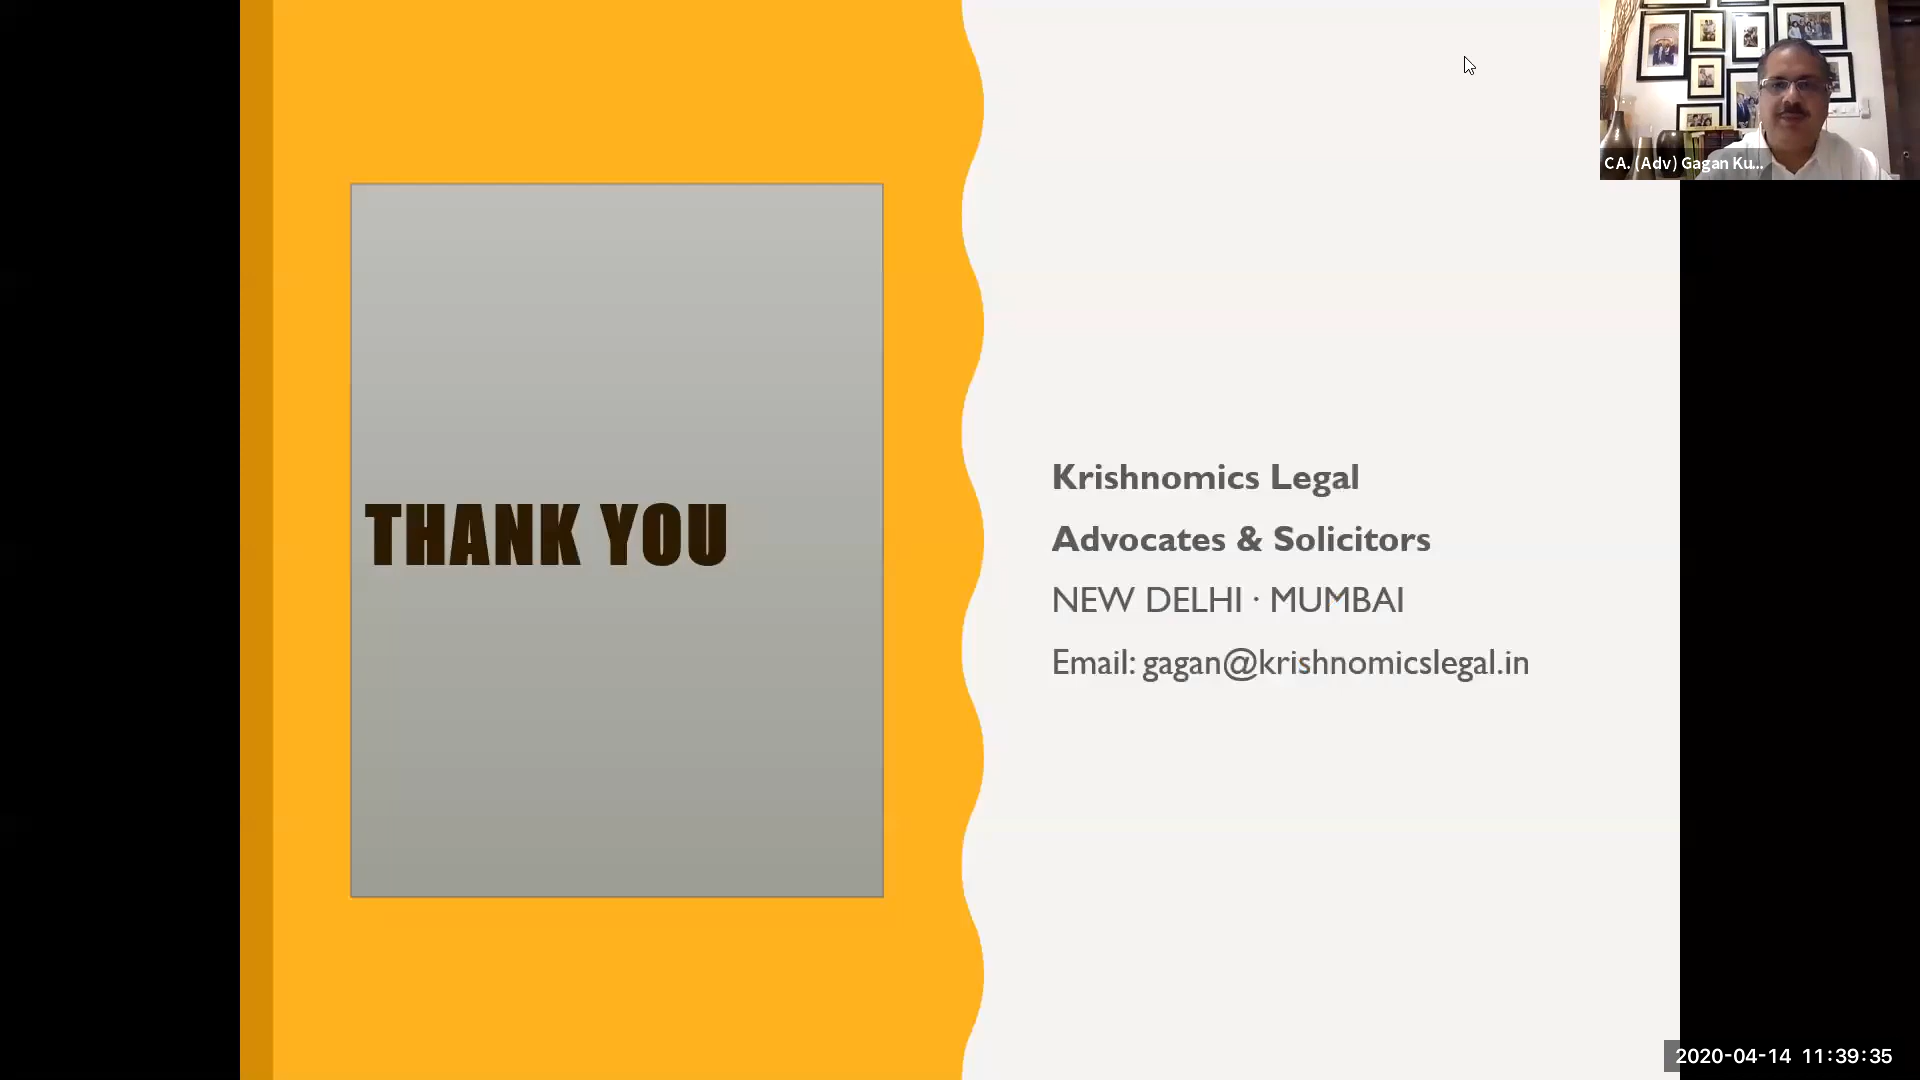 CA. (Adv) Gagan Ku...
THANK YOU
Krishnomics Legal
Advocates & Solicitors
NEW DELHI · MUMBAI
Email: gagan@krishnomicslegal.in
2020-04-14 11:39:35